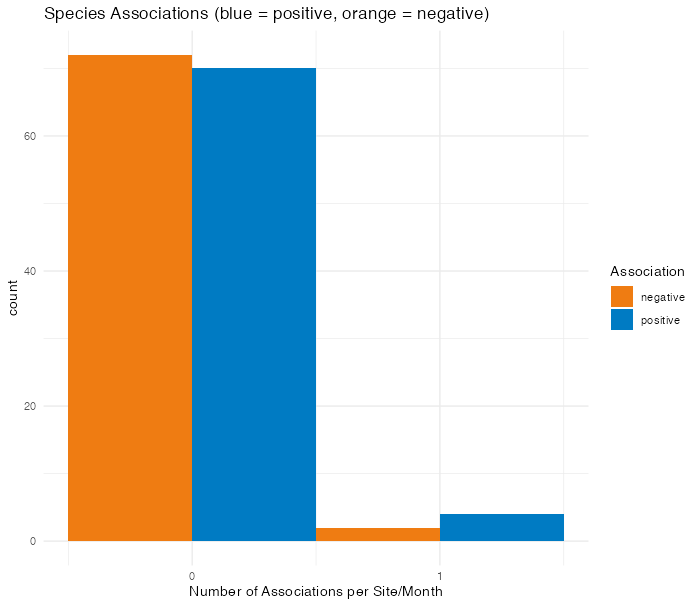 Species Associations (blue = positive, orange = negative)
60
40
20
0
count
0
1
Number of Associations per Site/Month
Association
negative
positive